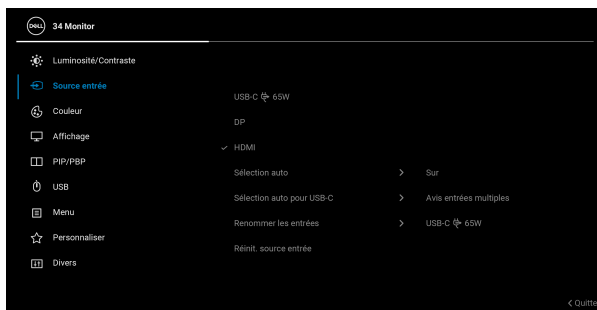 DELL 34 Monitor
Luminosité/Contraste
Source entrée
USB-C 65W
Couleur
DP
Affichage
HDMI
PIP/PBP
Sélection auto Sur
USB
Sélection auto pour USB-C Avis entrées multiples
Menu
Renommer les entrées USB-C 65W
Personnaliser
Réinit. source entrée
Divers
Quitte